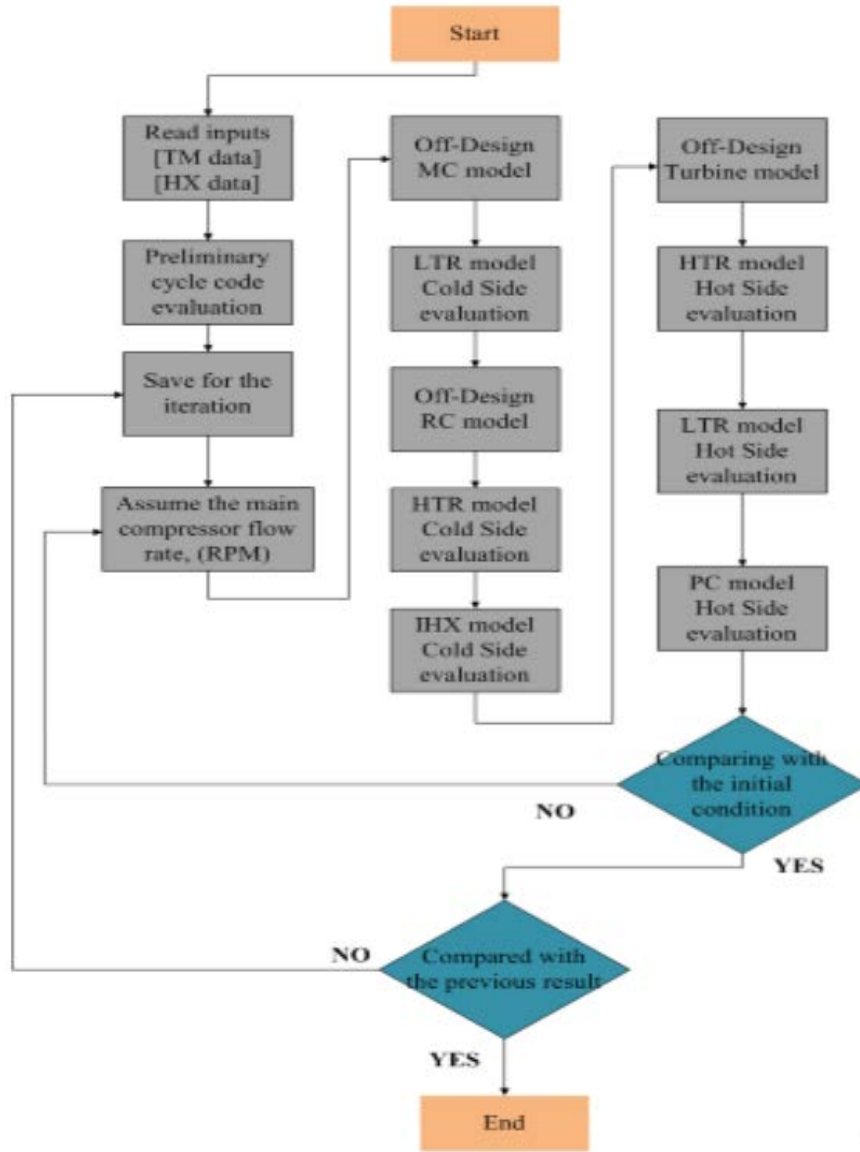 Start
Read inputs
[TM data]
[HX data]
Preliminary
cycle code
evaluation
Save for the
iteration
Assume the main
compressor flow
rate, (RPM)
Off-Design
MC model
LTR model
Cold Side
evaluation
Off-Design
RC model
HTR model
Cold Side
evaluation
IHX model
Cold Side
evaluation
Off-Design
Turbine model
HTR model
Hot Side
evaluation
LTR model
Hot Side
evaluation
PC model
Hot Side
evaluation
Comparing with
the initial
condition
NO
YES
Compared with
the previous result
NO
YES
End